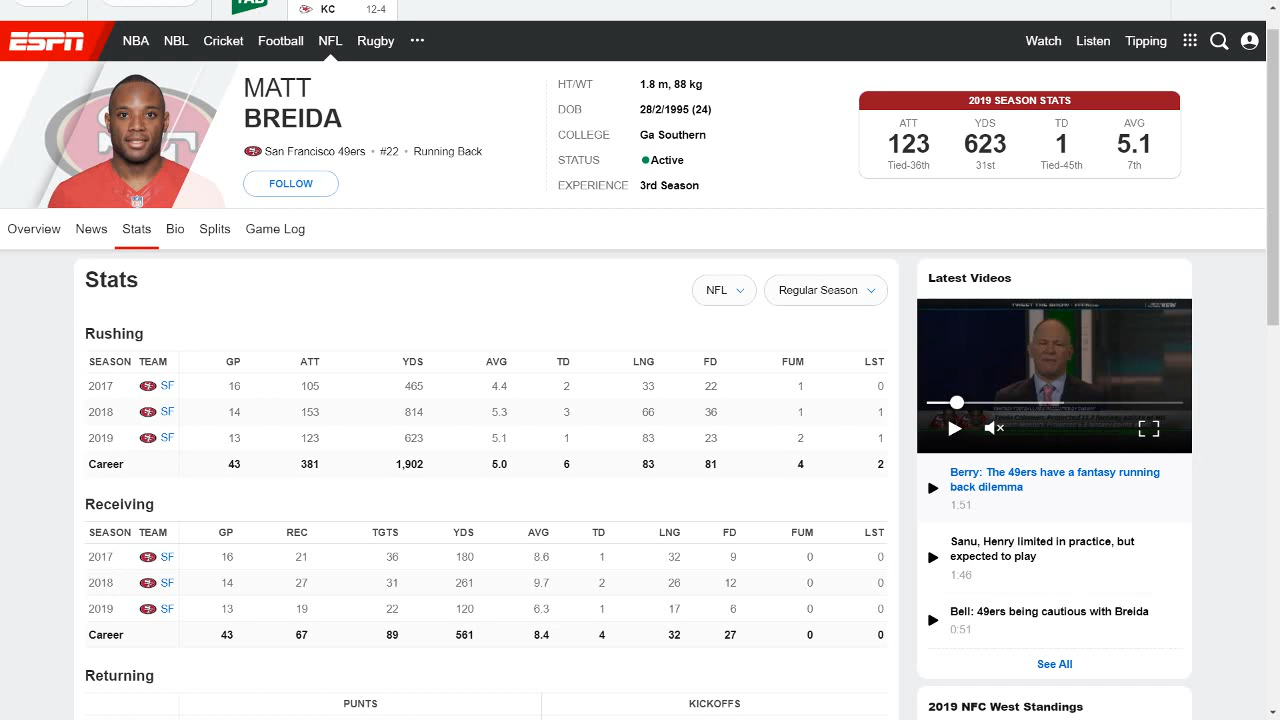 TAB
KC 12-4
ESPN NBA NBL Cricket Football NFL Rugby ••• Watch Listen Tipping
MATT
BREIDA
San Francisco 49ers • #22 • Running Back
FOLLOW
HT/WT 1.8 m, 88 kg
DOB 28/2/1995 (24)
COLLEGE Ga Southern
STATUS Active
EXPERIENCE 3rd Season
2019 SEASON STATS
ATT YDS TD AVG
123 623 1 5.1
Tied-36th 31st Tied-45th 7th
Overview News Stats Bio Splits Game Log
Stats
NFL Regular Season
Rushing
SEASON TEAM GP ATT YDS AVG TD LNG FD FUM LST
2017 SF 16 105 465 4.4 2 33 22 1 0
2018 SF 14 153 814 5.3 3 66 36 1 1
2019 SF 13 123 623 5.1 1 83 23 2 1
Career 43 381 1,902 5.0 6 83 81 4 2
Receiving
SEASON TEAM GP REC TGTS YDS AVG TD LNG FD FUM LST
2017 SF 16 21 36 180 8.6 1 32 9 0 0
2018 SF 14 27 31 261 9.7 2 26 12 0 0
2019 SF 13 19 22 120 6.3 1 17 6 0 0
Career 43 67 89 561 8.4 4 32 27 0 0
Returning
PUNTS KICKOFFS
Latest Videos
Berry: The 49ers have a fantasy running
back dilemma
1:51
Sanu, Henry limited in practice, but
expected to play
1:46
Bell: 49ers being cautious with Breida
0:51
See All
2019 NFC West Standings